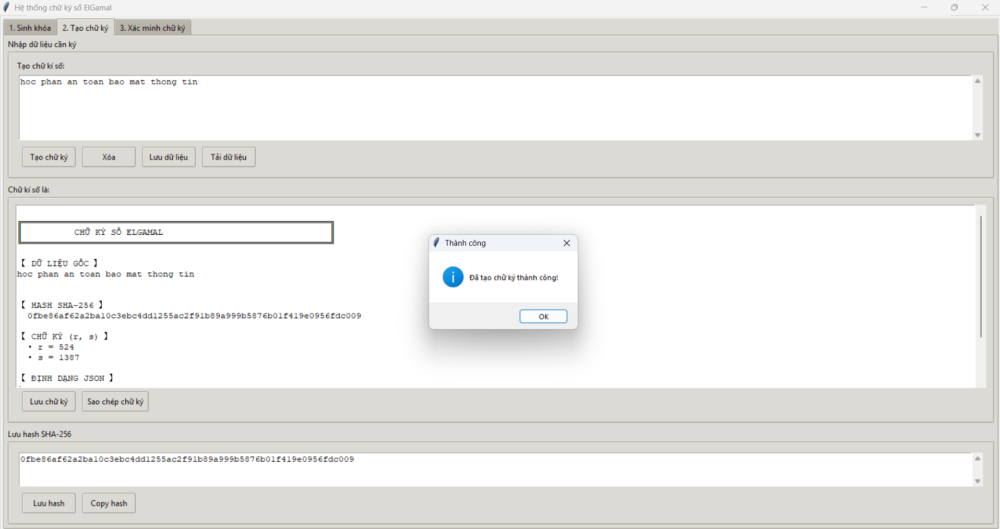 Hệ thống chữ ký số ElGamal
1. Sinh khóa
2. Tạo chữ ký
3. Xác minh chữ ký
Nhập dữ liệu cần ký
Tạo chữ kí số:
hoc phan an toan bao mat thong tin
Tạo chữ ký
Xóa
Lưu dữ liệu
Tải dữ liệu
Chữ kí số là:
CHỮ KÝ SỐ ELGAMAL
【 DỮ LIỆU GỐC 】
hoc phan an toan bao mat thong tin
【 HASH SHA-256 】
0fbe86af62a2ba10c3ebc4dd1255ac2f91b89a999b5876b01f419e0956fdc009
【 CHỮ KÝ (r, s) 】
• r = 524
• s = 1387
【 ĐỊNH DẠNG JSON 】
Thành công
Đã tạo chữ ký thành công!
OK
Lưu chữ ký
Sao chép chữ ký
Lưu hash SHA-256
0fbe86af62a2ba10c3ebc4dd1255ac2f91b89a999b5876b01f419e0956fdc009
Lưu hash
Copy hash